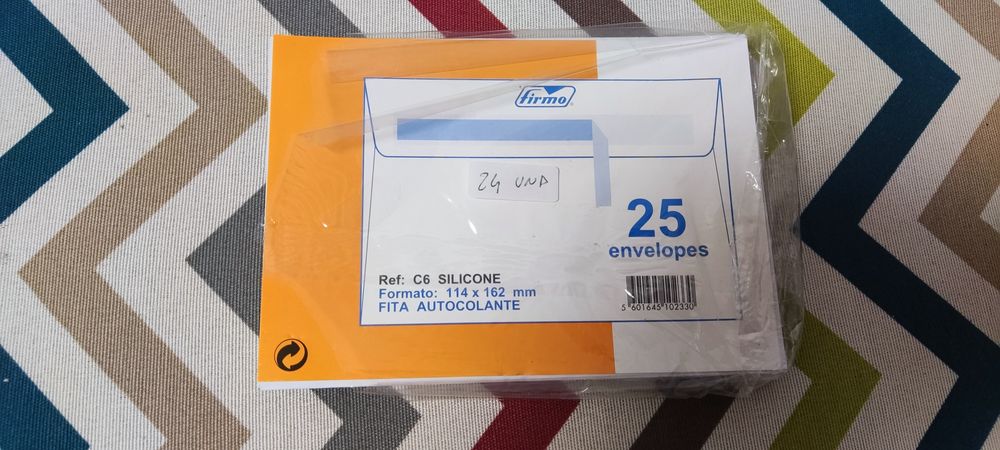 firmo
24 UND
25
envelopes
Ref: C6 SILICONE
Formato: 114 x 162 mm
FITA AUTOCOLANTE
5 601645 102330